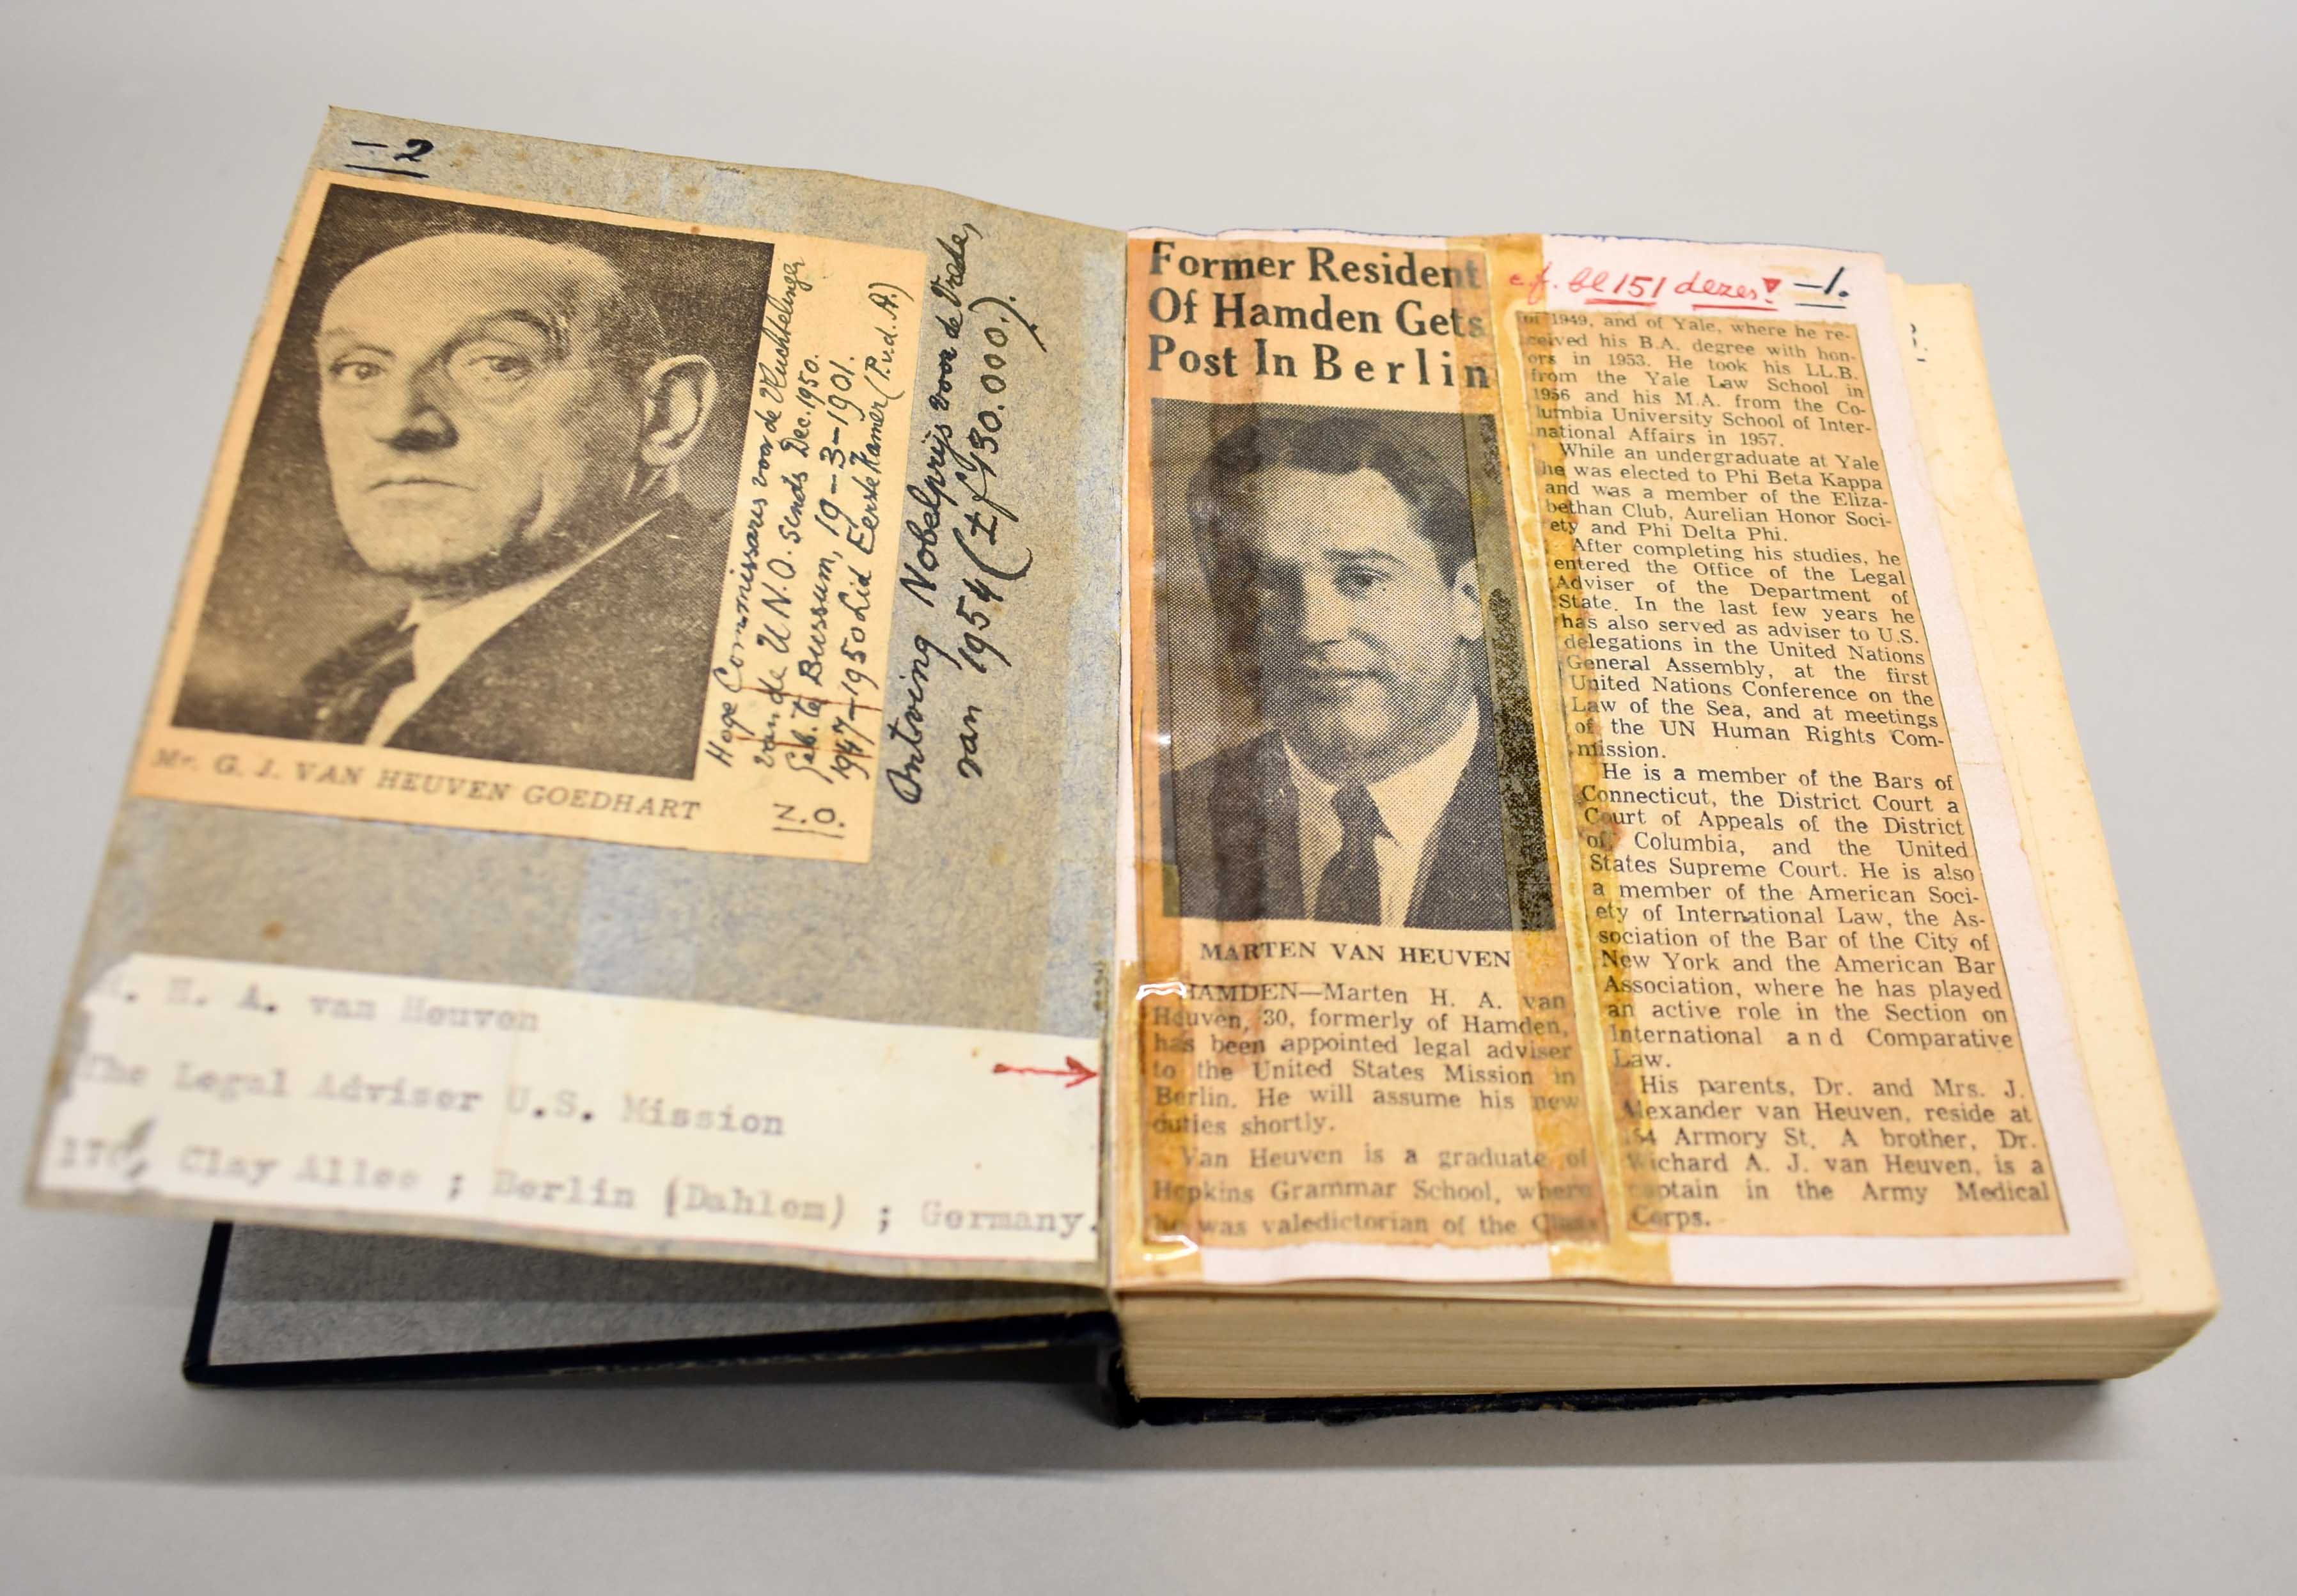 -2
Mr. G. J. VAN HEUVEN GOEDHART
Hoge Commissaris voor de Vluchtelingen
van de U.N.O. sinds Dec. 1950.
Geb. te Bussum, 19-3-1901.
1947-1950 Lid Eerste Kamer (P.v.d.A.)
N.O.
Ontving Nobelprijs voor de Vrede,
van 1954 (± f 130.000.).
H. A. van Heuven
The Legal Adviser U.S. Mission
Clay Allee ; Berlin (Dahlem) ; Germany.
Former Resident
Of Hamden Gets
Post In Berlin
MARTEN VAN HEUVEN
HAMDEN—Marten H. A. van
Heuven, 30, formerly of Hamden,
has been appointed legal adviser
to the United States Mission in
Berlin. He will assume his new
duties shortly.
Van Heuven is a graduate of
Hopkins Grammar School, where
he was valedictorian of the Class
c.f. bl 151 dezes! -1.
of 1949, and of Yale, where he re-
ceived his B.A. degree with hon-
ors in 1953. He took his LL.B.
from the Yale Law School in
1956 and his M.A. from the Co-
lumbia University School of Inter-
national Affairs in 1957.
While an undergraduate at Yale
he was elected to Phi Beta Kappa
and was a member of the Eliza-
bethan Club, Aurelian Honor Soci-
ety and Phi Delta Phi.
After completing his studies, he
entered the Office of the Legal
Adviser of the Department of
State. In the last few years he
has also served as adviser to U.S.
delegations in the United Nations
General Assembly, at the first
United Nations Conference on the
Law of the Sea, and at meetings
of the UN Human Rights Com-
mission.
He is a member of the Bars of
Connecticut, the District Court a
Court of Appeals of the District
of Columbia, and the United
States Supreme Court. He is also
a member of the American Soci-
ety of International Law, the As-
sociation of the Bar of the City of
New York and the American Bar
Association, where he has played
an active role in the Section on
International and Comparative
Law.
His parents, Dr. and Mrs. J.
Alexander van Heuven, reside at
Armory St. A brother, Dr.
Wichard A. J. van Heuven, is a
captain in the Army Medical
Corps.